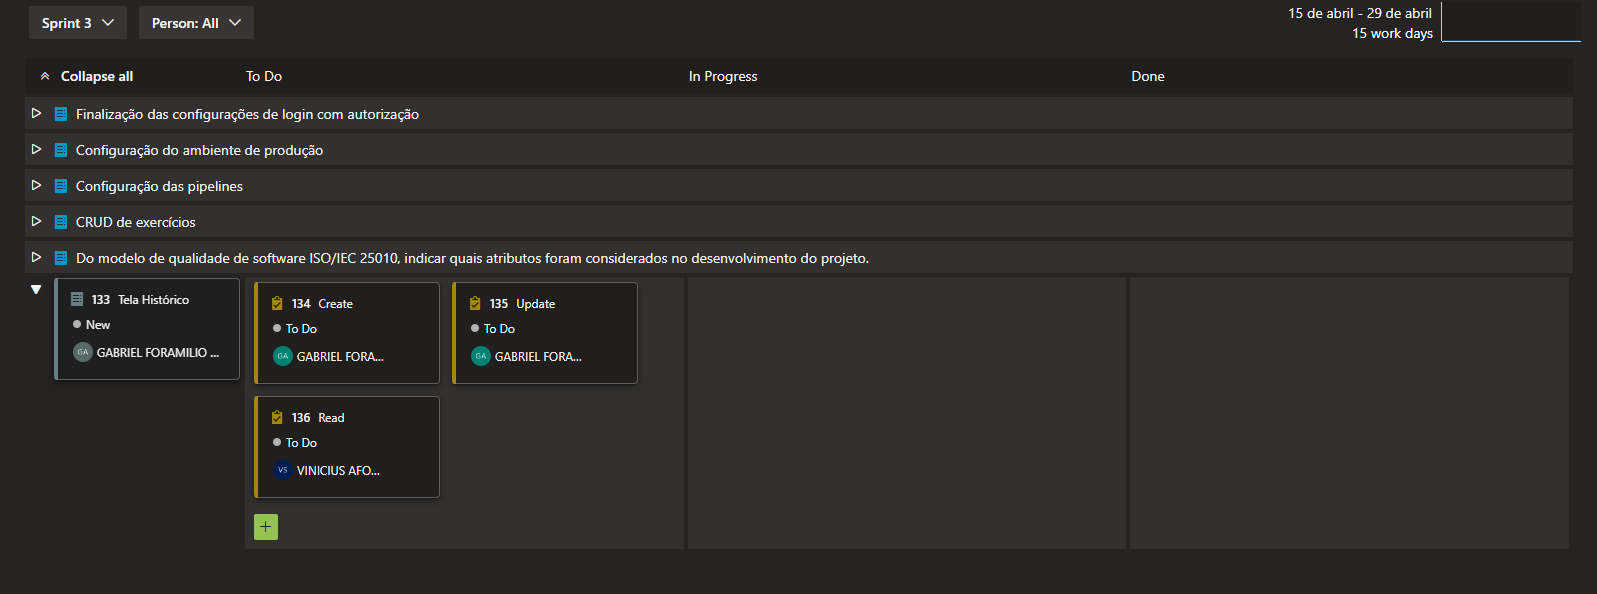 Sprint 3
Person: All
15 de abril - 29 de abril
15 work days
Collapse all
To Do
In Progress
Done
Finalização das configurações de login com autorização
Configuração do ambiente de produção
Configuração das pipelines
CRUD de exercícios
Do modelo de qualidade de software ISO/IEC 25010, indicar quais atributos foram considerados no desenvolvimento do projeto.
133 Tela Histórico
New
GA GABRIEL FORAMILIO ...
134 Create
To Do
GA GABRIEL FORA...
135 Update
To Do
GA GABRIEL FORA...
136 Read
To Do
VS VINICIUS AFO...